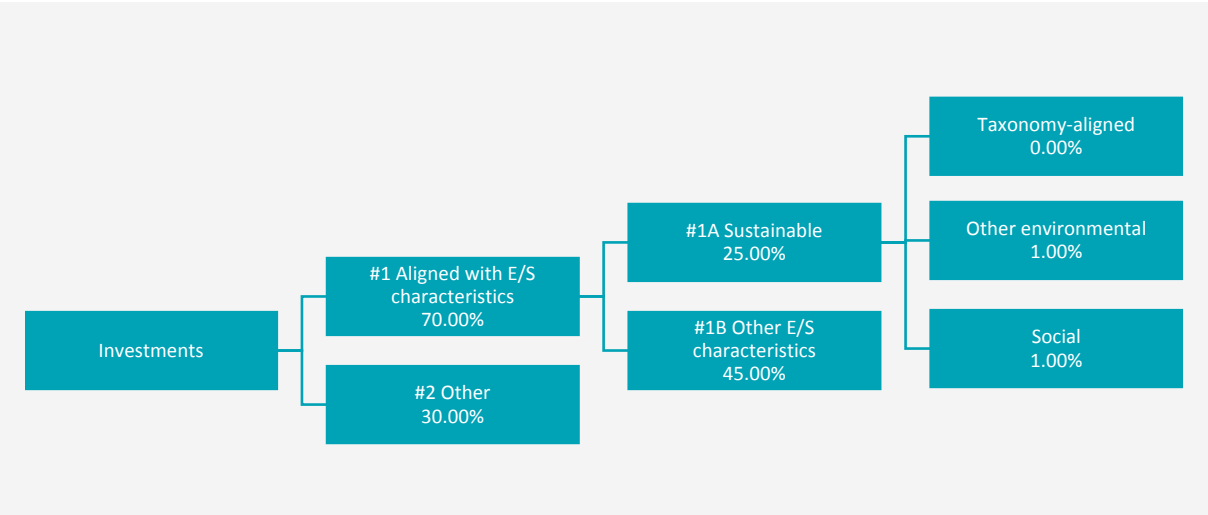 Investments
#1 Aligned with E/S
characteristics
70.00%
#2 Other
30.00%
#1A Sustainable
25.00%
#1B Other E/S
characteristics
45.00%
Taxonomy-aligned
0.00%
Other environmental
1.00%
Social
1.00%